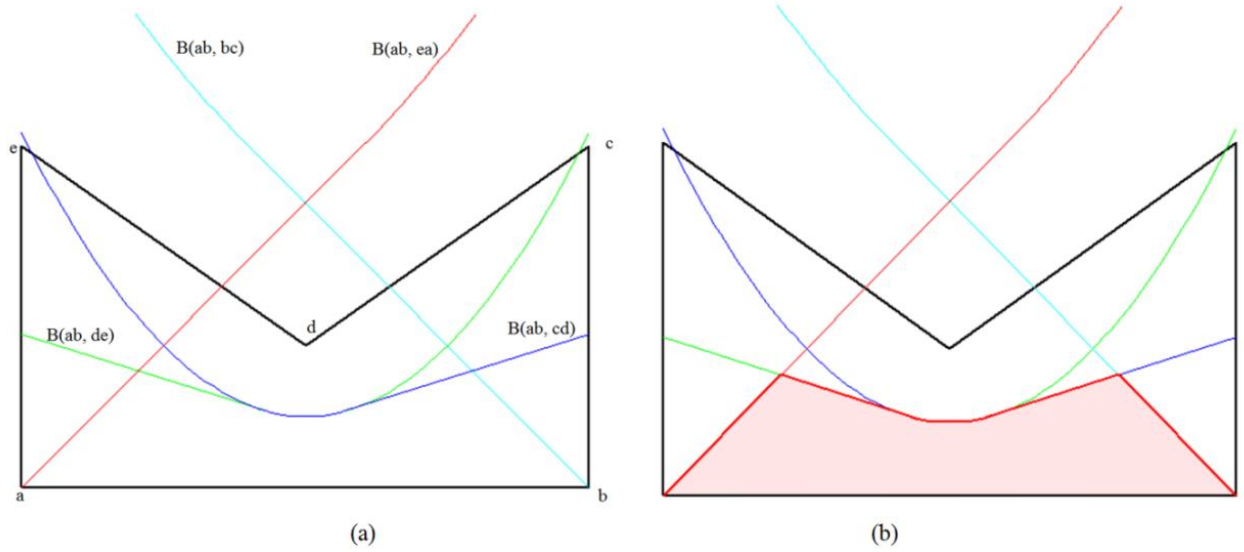 B(ab, bc)
B(ab, ea)
e
c
d
B(ab, de)
B(ab, cd)
a
b
(a)
(b)